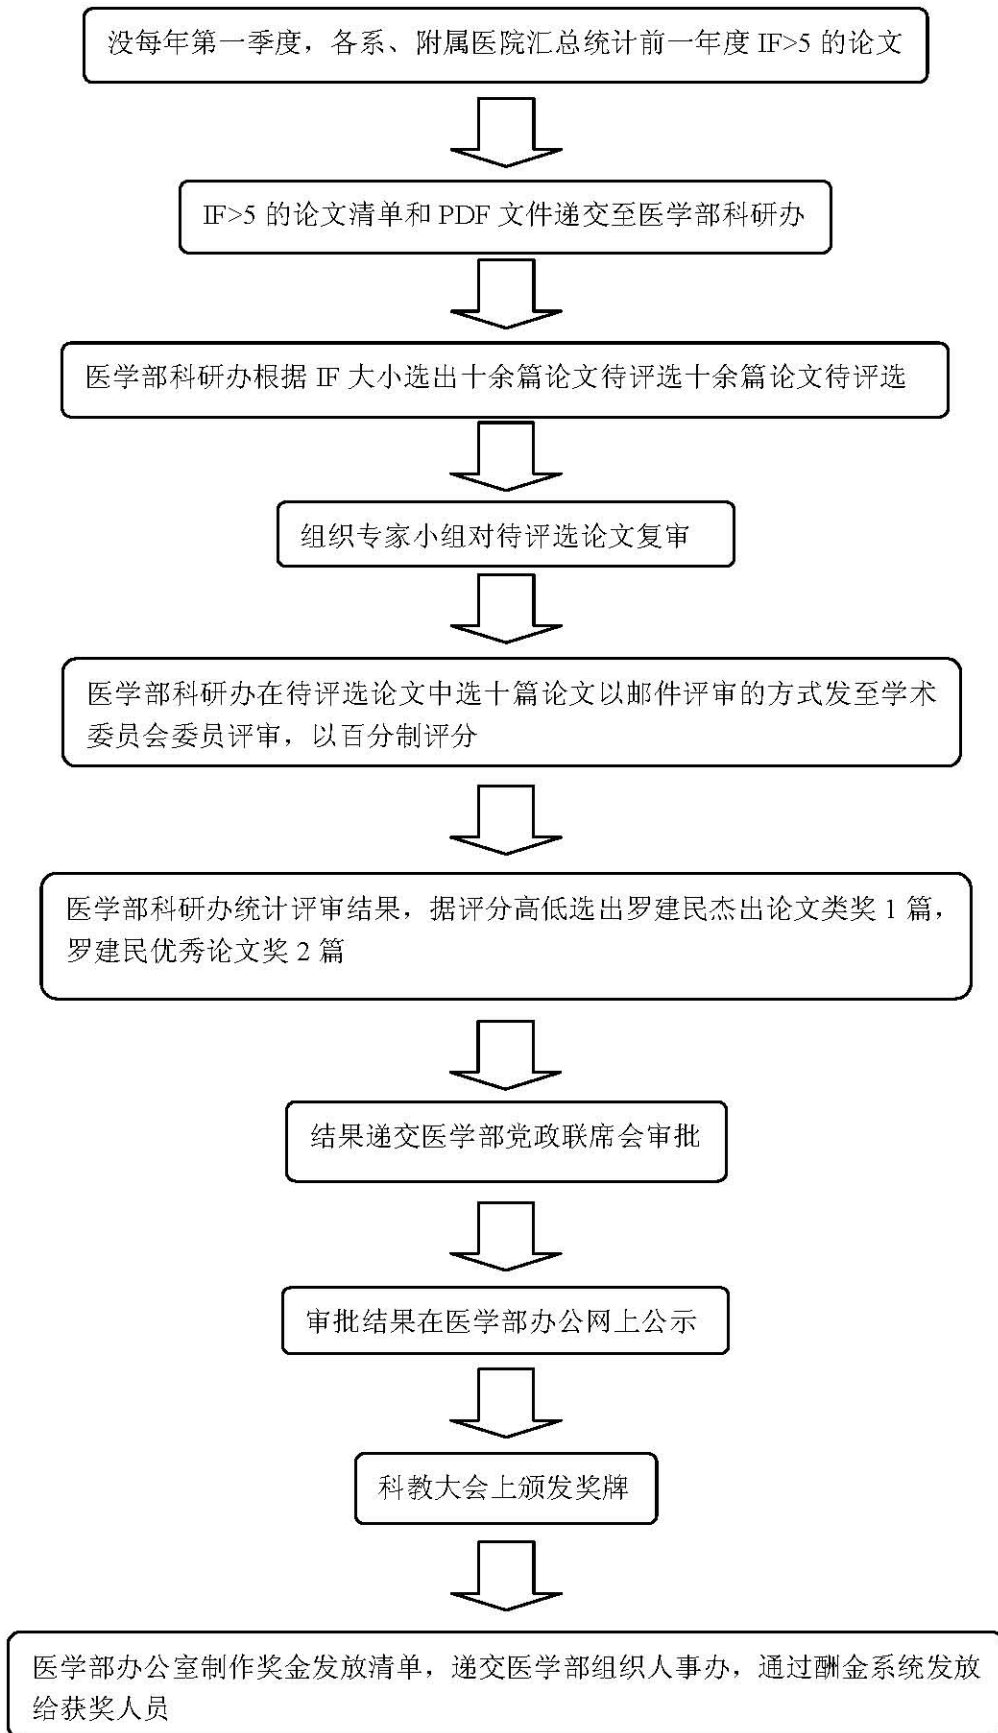 没每年第一季度，各系、附属医院汇总统计前一年度 IF>5 的论文
IF>5 的论文清单和 PDF 文件递交至医学部科研办
医学部科研办根据 IF 大小选出十余篇论文待评选十余篇论文待评选
组织专家小组对待评选论文复审
医学部科研办在待评选论文中选十篇论文以邮件评审的方式发至学术
委员会委员评审，以百分制评分
医学部科研办统计评审结果，据评分高低选出罗建民杰出论文类奖 1 篇，
罗建民优秀论文奖 2 篇
结果递交医学部党政联席会审批
审批结果在医学部办公网上公示
科教大会上颁发奖牌
医学部办公室制作奖金发放清单，递交医学部组织人事办，通过酬金系统发放
给获奖人员